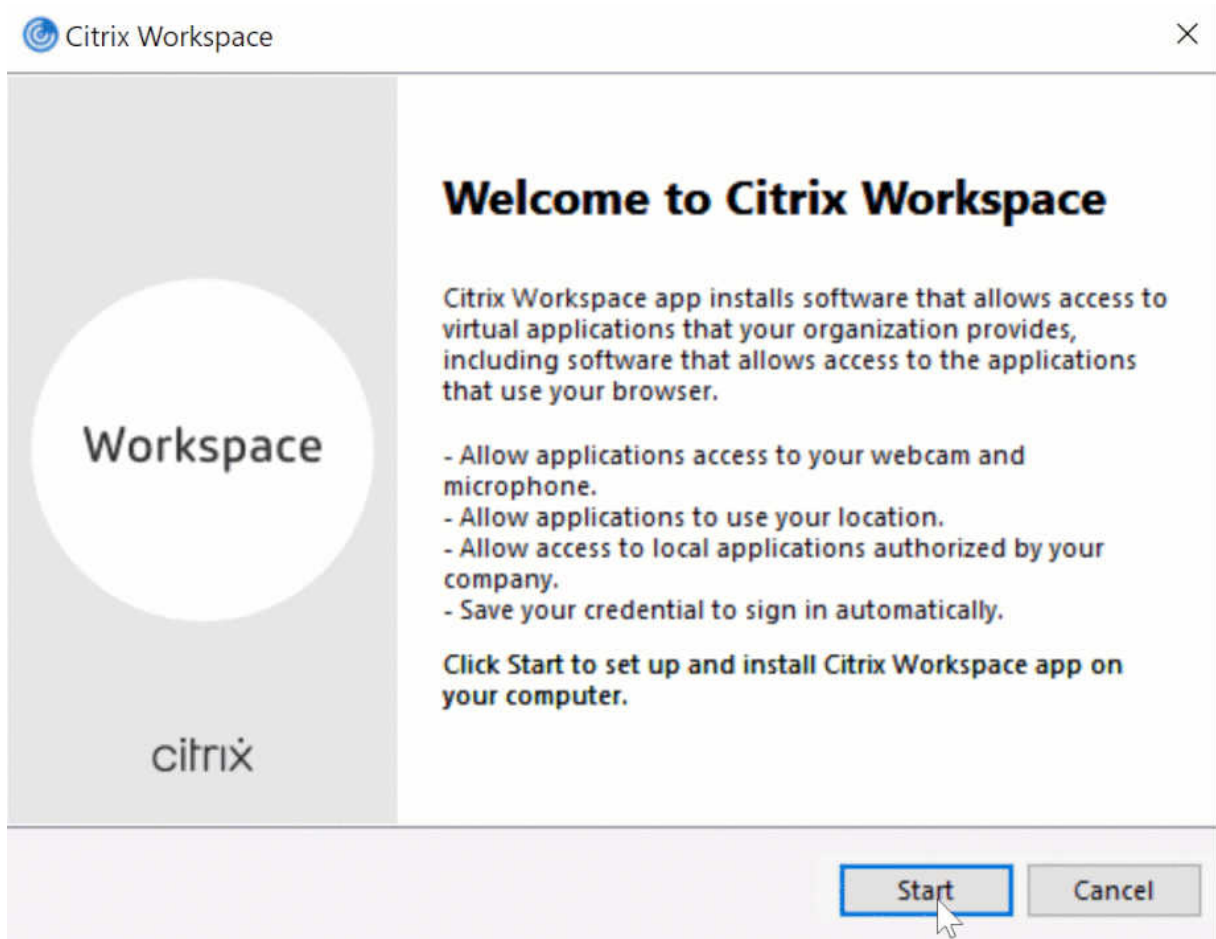 Citrix Workspace
Welcome to Citrix Workspace
Citrix Workspace app installs software that allows access to
virtual applications that your organization provides,
including software that allows access to the applications
that use your browser.
- Allow applications access to your webcam and
microphone.
- Allow applications to use your location.
- Allow access to local applications authorized by your
company.
- Save your credential to sign in automatically.
Click Start to set up and install Citrix Workspace app on
your computer.
Workspace
citrix
Start
Cancel